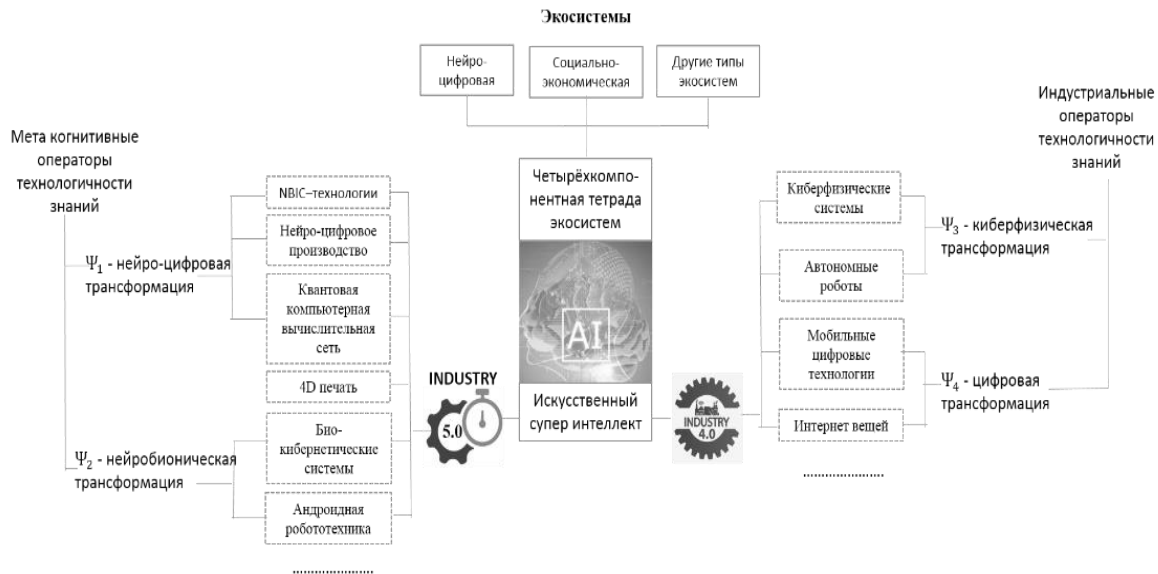 Экосистемы
Нейро-
цифровая
Социально-
экономическая
Другие типы
экосистем
Мета когнитивные
операторы
технологичности
знаний
Ψ1 - нейро-цифровая
трансформация
Ψ2 - нейробионическая
трансформация
NBIC–технологии
Нейро-цифровое
производство
Квантовая
компьютерная
вычислительная
сеть
4D печать
Био-
кибернетические
системы
Андроидная
робототехника
.....................
INDUSTRY
5.0
Четырёхкомпо-
нентная тетрада
экосистем
AI
Искусственный
супер интеллект
INDUSTRY
4.0
Киберфизические
системы
Автономные
роботы
Мобильные
цифровые
технологии
Интернет вещей
.....................
Индустриальные
операторы
технологичности
знаний
Ψ3 - киберфизическая
трансформация
Ψ4 - цифровая
трансформация